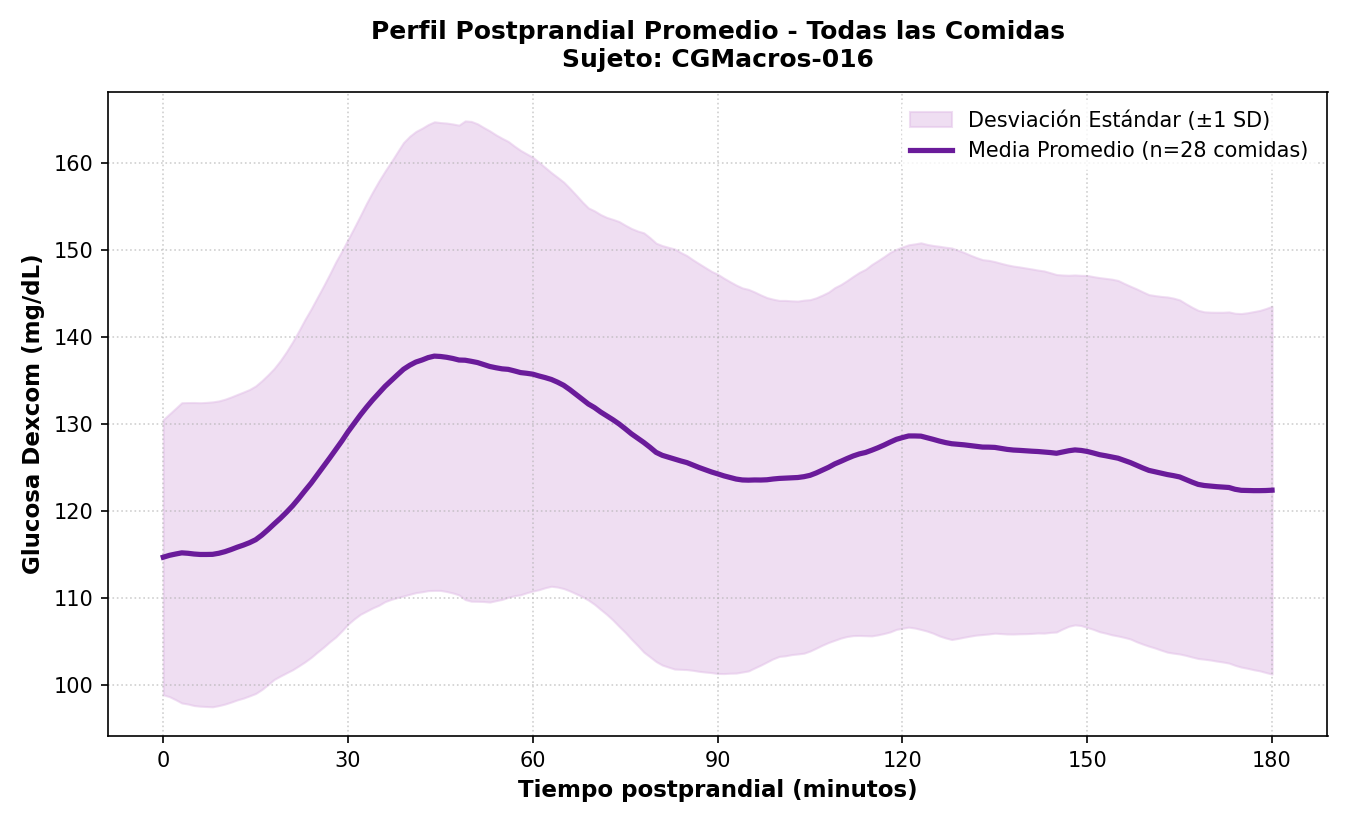 Perfil Postprandial Promedio - Todas las Comidas
Sujeto: CGMacros-016
Desviación Estándar (±1 SD)
Media Promedio (n=28 comidas)
Glucosa Dexcom (mg/dL)
160
150
140
130
120
110
100
0 30 60 90 120 150 180
Tiempo postprandial (minutos)